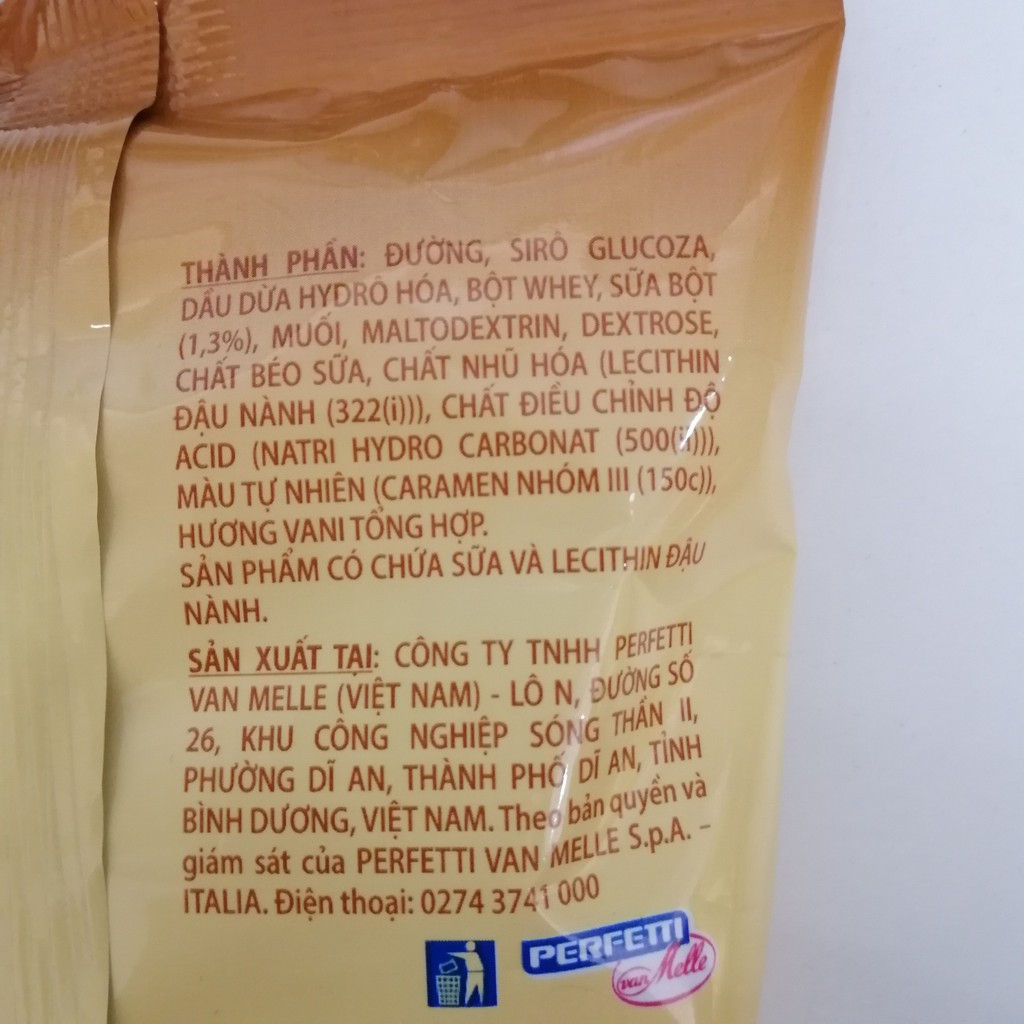 THÀNH PHẦN: ĐƯỜNG, SIRÔ GLUCOZA,
DẦU DỪA HYDRÔ HÓA, BỘT WHEY, SỮA BỘT
(1,3%), MUỐI, MALTODEXTRIN, DEXTROSE,
CHẤT BÉO SỮA, CHẤT NHŨ HÓA (LECITHIN
ĐẬU NÀNH (322(i))), CHẤT ĐIỀU CHỈNH ĐỘ
ACID (NATRI HYDRO CARBONAT (500(ii))),
MÀU TỰ NHIÊN (CARAMEN NHÓM III (150c)),
HƯƠNG VANI TỔNG HỢP.
SẢN PHẨM CÓ CHỨA SỮA VÀ LECITHIN ĐẬU
NÀNH.
SẢN XUẤT TẠI: CÔNG TY TNHH PERFETTI
VAN MELLE (VIỆT NAM) - LÔ N, ĐƯỜNG SỐ
26, KHU CÔNG NGHIỆP SÓNG THẦN II,
PHƯỜNG DĨ AN, THÀNH PHỐ DĨ AN, TỈNH
BÌNH DƯƠNG, VIỆT NAM. Theo bản quyền và
giám sát của PERFETTI VAN MELLE S.p.A. –
ITALIA. Điện thoại: 0274 3741 000
PERFETTI
van Melle